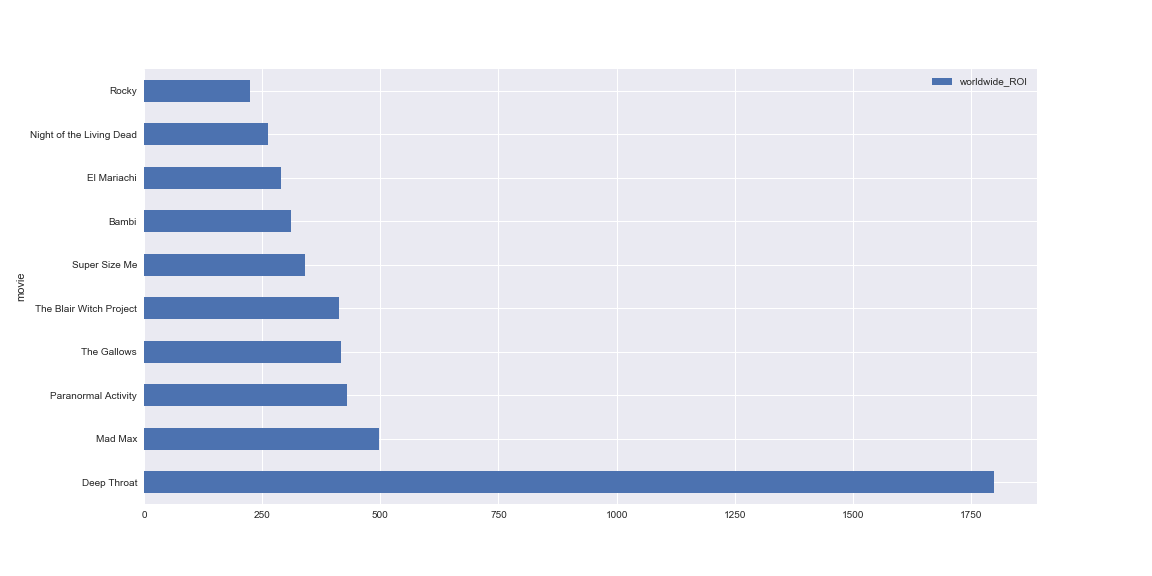 worldwide_ROI
Rocky
Night of the Living Dead
El Mariachi
Bambi
Super Size Me
The Blair Witch Project
The Gallows
Paranormal Activity
Mad Max
Deep Throat
movie
0 250 500 750 1000 1250 1500 1750